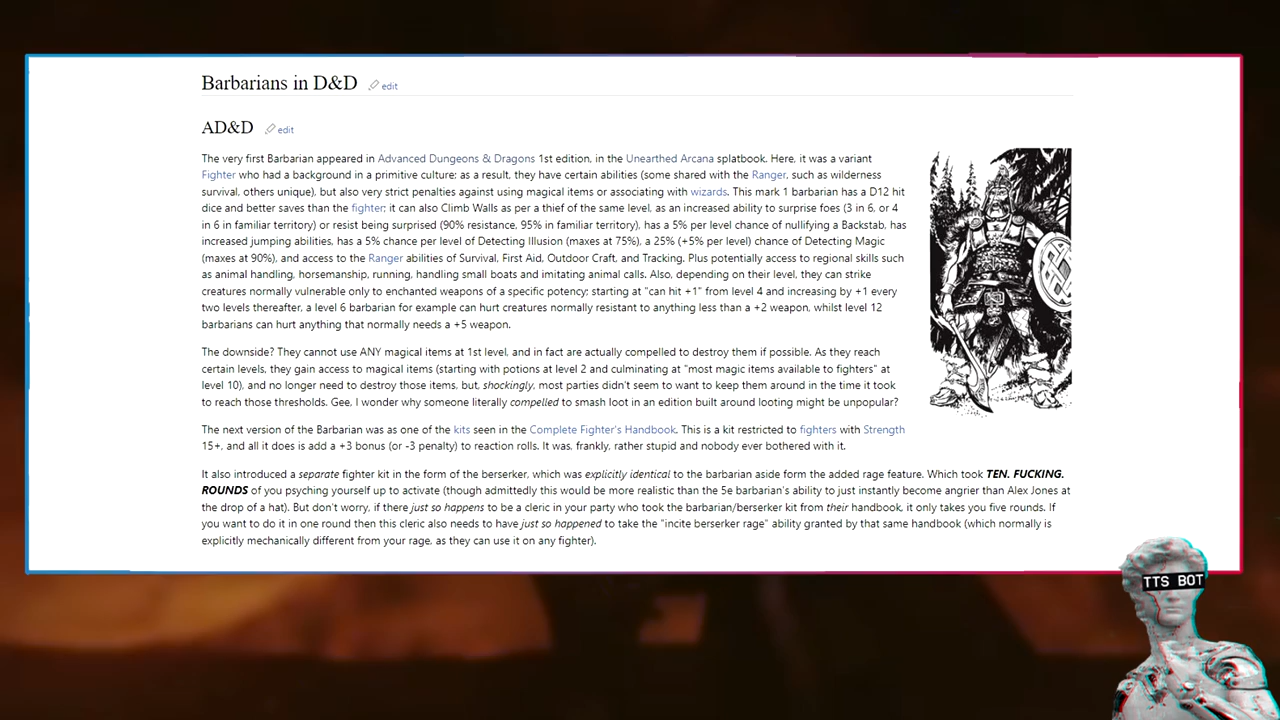 Barbarians in D&D edit
AD&D edit
The very first Barbarian appeared in Advanced Dungeons & Dragons 1st edition, in the Unearthed Arcana splatbook. Here, it was a variant
Fighter who had a background in a primitive culture: as a result, they have certain abilities (some shared with the Ranger, such as wilderness
survival, others unique), but also very strict penalties against using magical items or associating with wizards. This mark 1 barbarian has a D12 hit
dice and better saves than the fighter: it can also Climb Walls as per a thief of the same level, as an increased ability to surprise foes (3 in 6, or 4
in 6 in familiar territory) or resist being surprised (90% resistance, 95% in familiar territory), has a 5% per level chance of nullifying a Backstab, has
increased jumping abilities, has a 5% chance per level of Detecting Illusion (maxes at 75%), a 25% (+5% per level) chance of Detecting Magic
(maxes at 90%), and access to the Ranger abilities of Survival, First Aid, Outdoor Craft, and Tracking. Plus potentially access to regional skills such
as animal handling, horsemanship, running, handling small boats and imitating animal calls. Also, depending on their level, they can strike
creatures normally vulnerable only to enchanted weapons of a specific potency: starting at "can hit +1" from level 4 and increasing by +1 every
two levels thereafter, a level 6 barbarian for example can hurt creatures normally resistant to anything less than a +2 weapon, whilst level 12
barbarians can hurt anything that normally needs a +5 weapon.
The downside? They cannot use ANY magical items at 1st level, and in fact are actually compelled to destroy them if possible. As they reach
certain levels, they gain access to magical items (starting with potions at level 2 and culminating at "most magic items available to fighters" at
level 10), and no longer need to destroy those items, but, shockingly, most parties didn't seem to want to keep them around in the time it took
to reach those thresholds. Gee, I wonder why someone literally compelled to smash loot in an edition built around looting might be unpopular?
The next version of the Barbarian was as one of the kits seen in the Complete Fighter's Handbook. This is a kit restricted to fighters with Strength
15+, and all it does is add a +3 bonus (or -3 penalty) to reaction rolls. It was, frankly, rather stupid and nobody ever bothered with it.
It also introduced a separate fighter kit in the form of the berserker, which was explicitly identical to the barbarian aside form the added rage feature. Which took TEN. FUCKING.
ROUNDS of you psyching yourself up to activate (though admittedly this would be more realistic than the 5e barbarian's ability to just instantly become angrier than Alex Jones at
the drop of a hat). But don't worry, if there just so happens to be a cleric in your party who took the barbarian/berserker kit from their handbook, it only takes you five rounds. If
you want to do it in one round then this cleric also needs to have just so happened to take the "incite berserker rage" ability granted by that same handbook (which normally is
explicitly mechanically different from your rage, as they can use it on any fighter).
TTS BOT